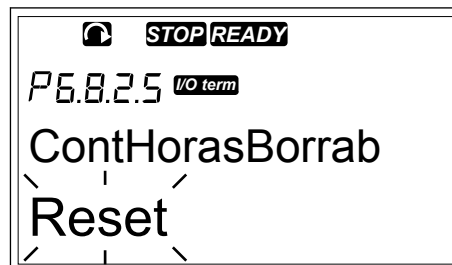 STOP READY
P6.8.2.5 I/O term
ContHorasBorrab
Reset